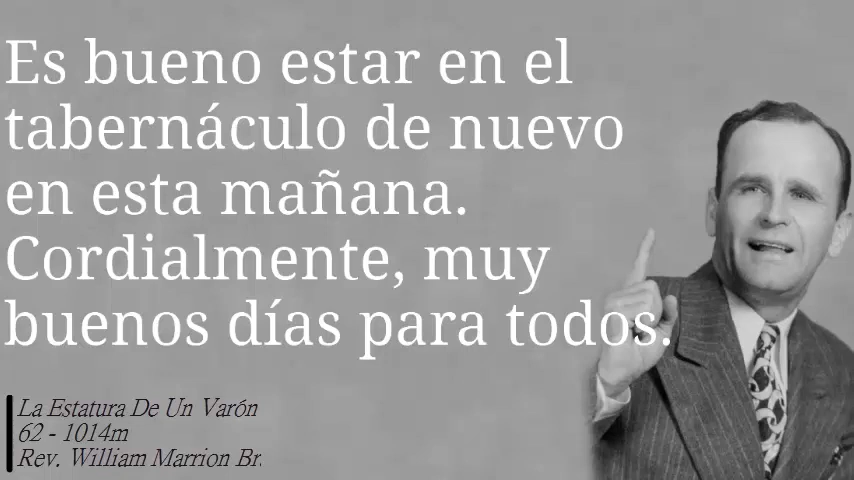 Es bueno estar en el
tabernáculo de nuevo
en esta mañana.
Cordialmente, muy
buenos días para todos.
La Estatura De Un Varón
62 - 1014m
Rev. William Marrion Br